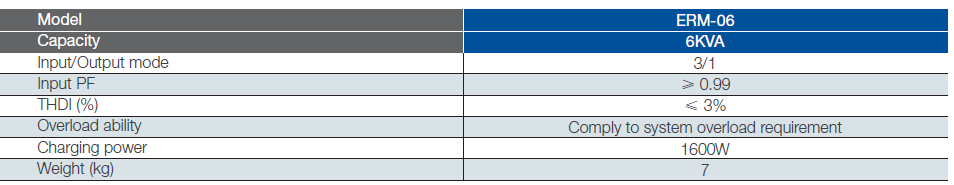 Model ERM-06
Capacity 6KVA
Input/Output mode 3/1
Input PF ⩾ 0.99
THDI (%) ⩽ 3%
Overload ability Comply to system overload requirement
Charging power 1600W
Weight (kg) 7